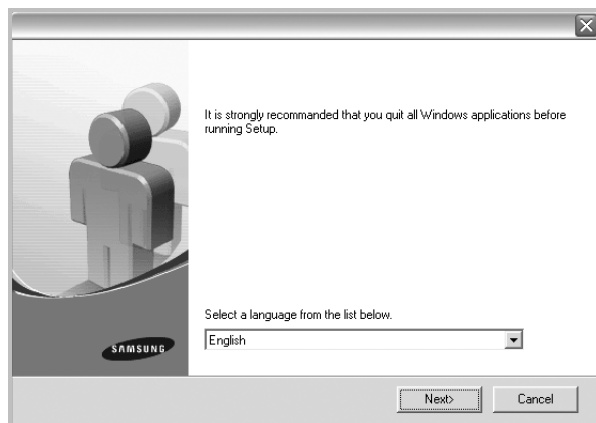 It is strongly recommanded that you quit all Windows applications before
running Setup.
Select a language from the list below.
English
SAMSUNG
Next>
Cancel